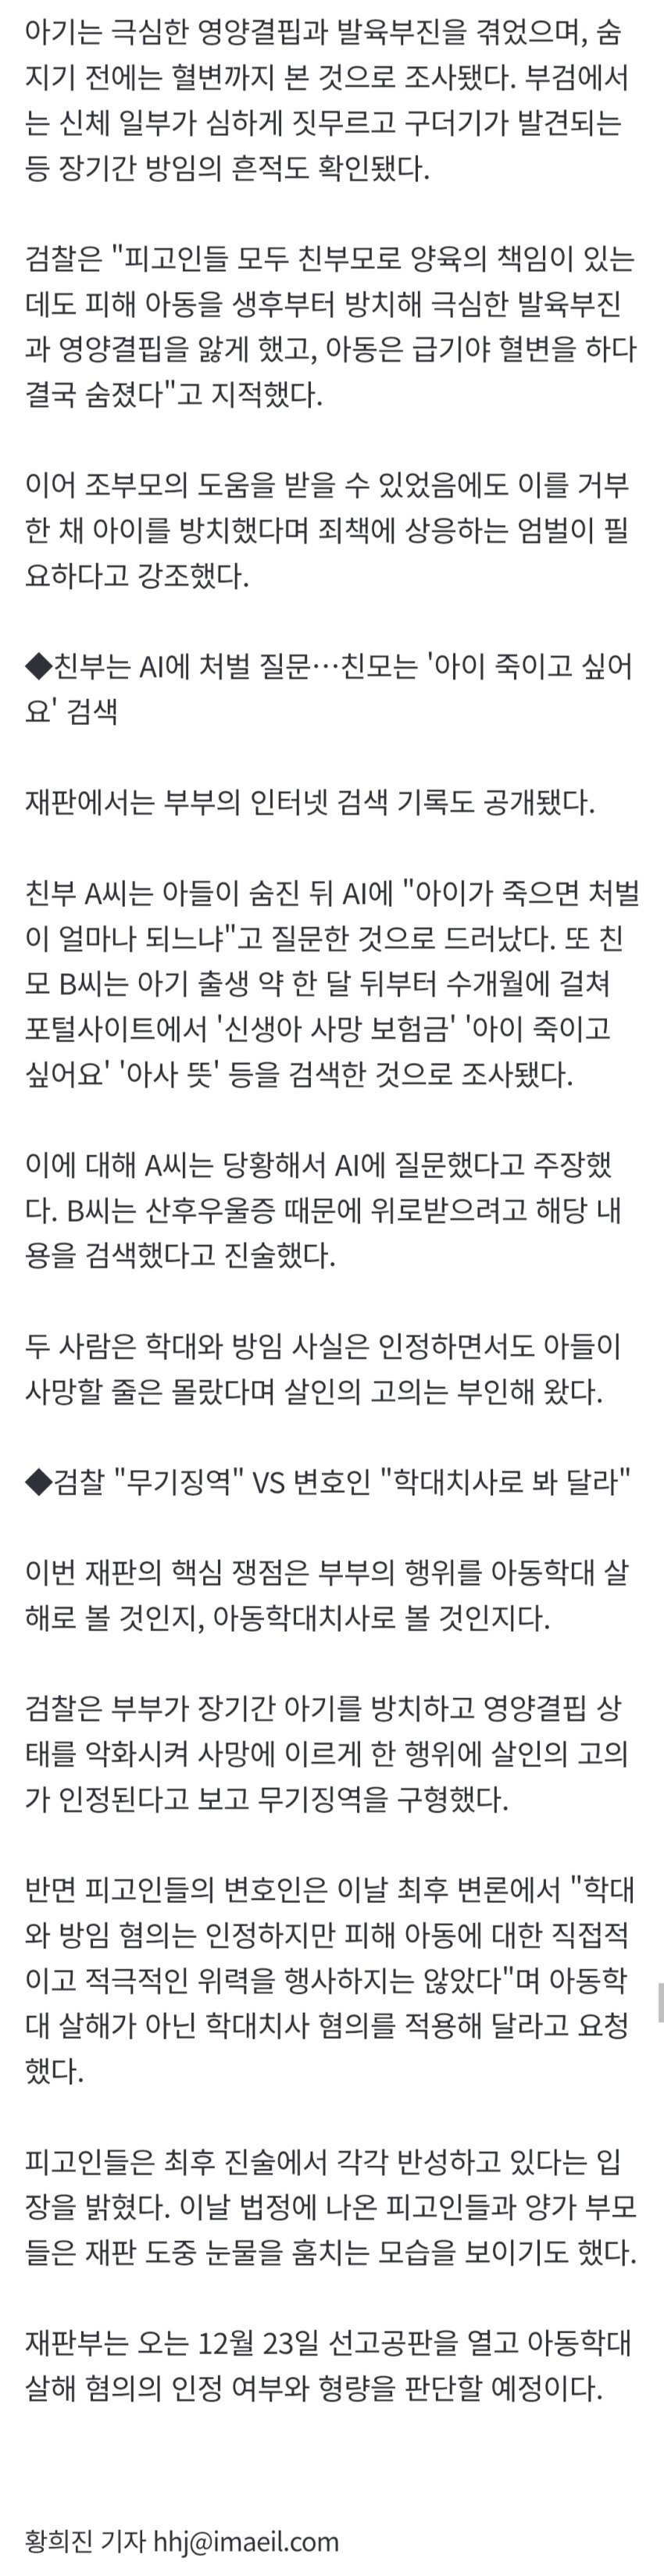 아기는 극심한 영양결핍과 발육부진을 겪었으며, 숨
지기 전에는 혈변까지 본 것으로 조사됐다. 부검에서
는 신체 일부가 심하게 짓무르고 구더기가 발견되는
등 장기간 방임의 흔적도 확인됐다.
검찰은 "피고인들 모두 친부모로 양육의 책임이 있는
데도 피해 아동을 생후부터 방치해 극심한 발육부진
과 영양결핍을 앓게 했고, 아동은 급기야 혈변을 하다
결국 숨졌다"고 지적했다.
이어 조부모의 도움을 받을 수 있었음에도 이를 거부
한 채 아이를 방치했다며 죄책에 상응하는 엄벌이 필
요하다고 강조했다.
◆친부는 AI에 처벌 질문…친모는 '아이 죽이고 싶어
요' 검색
재판에서는 부부의 인터넷 검색 기록도 공개됐다.
친부 A씨는 아들이 숨진 뒤 AI에 "아이가 죽으면 처벌
이 얼마나 되느냐"고 질문한 것으로 드러났다. 또 친
모 B씨는 아기 출생 약 한 달 뒤부터 수개월에 걸쳐
포털사이트에서 '신생아 사망 보험금' '아이 죽이고
싶어요' '아사 뜻' 등을 검색한 것으로 조사됐다.
이에 대해 A씨는 당황해서 AI에 질문했다고 주장했
다. B씨는 산후우울증 때문에 위로받으려고 해당 내
용을 검색했다고 진술했다.
두 사람은 학대와 방임 사실은 인정하면서도 아들이
사망할 줄은 몰랐다며 살인의 고의는 부인해 왔다.
◆검찰 "무기징역" VS 변호인 "학대치사로 봐 달라"
이번 재판의 핵심 쟁점은 부부의 행위를 아동학대 살
해로 볼 것인지, 아동학대치사로 볼 것인지다.
검찰은 부부가 장기간 아기를 방치하고 영양결핍 상
태를 악화시켜 사망에 이르게 한 행위에 살인의 고의
가 인정된다고 보고 무기징역을 구형했다.
반면 피고인들의 변호인은 이날 최후 변론에서 "학대
와 방임 혐의는 인정하지만 피해 아동에 대한 직접적
이고 적극적인 위력을 행사하지는 않았다"며 아동학
대 살해가 아닌 학대치사 혐의를 적용해 달라고 요청
했다.
피고인들은 최후 진술에서 각각 반성하고 있다는 입
장을 밝혔다. 이날 법정에 나온 피고인들과 양가 부모
들은 재판 도중 눈물을 훔치는 모습을 보이기도 했다.
재판부는 오는 12월 23일 선고공판을 열고 아동학대
살해 혐의의 인정 여부와 형량을 판단할 예정이다.
황희진 기자 hhj@imaeil.com